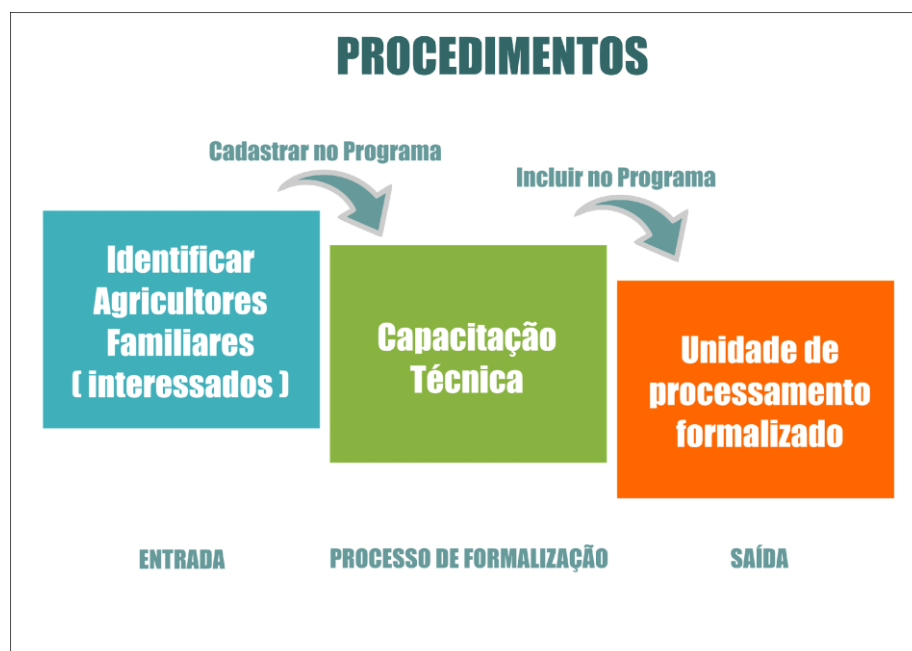 PROCEDIMENTOS
Cadastrar no Programa
Incluir no Programa
Identificar
Agricultores
Familiares
( interessados )
Capacitação
Técnica
Unidade de
processamento
formalizado
ENTRADA
PROCESSO DE FORMALIZAÇÃO
SAÍDA